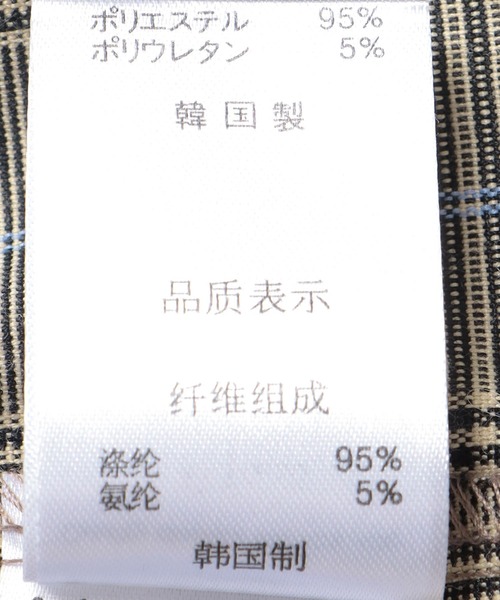 ポリエステル 95%
ポリウレタン 5%
韓国製
品质表示
纤维组成
涤纶 95%
氨纶 5%
韩国制